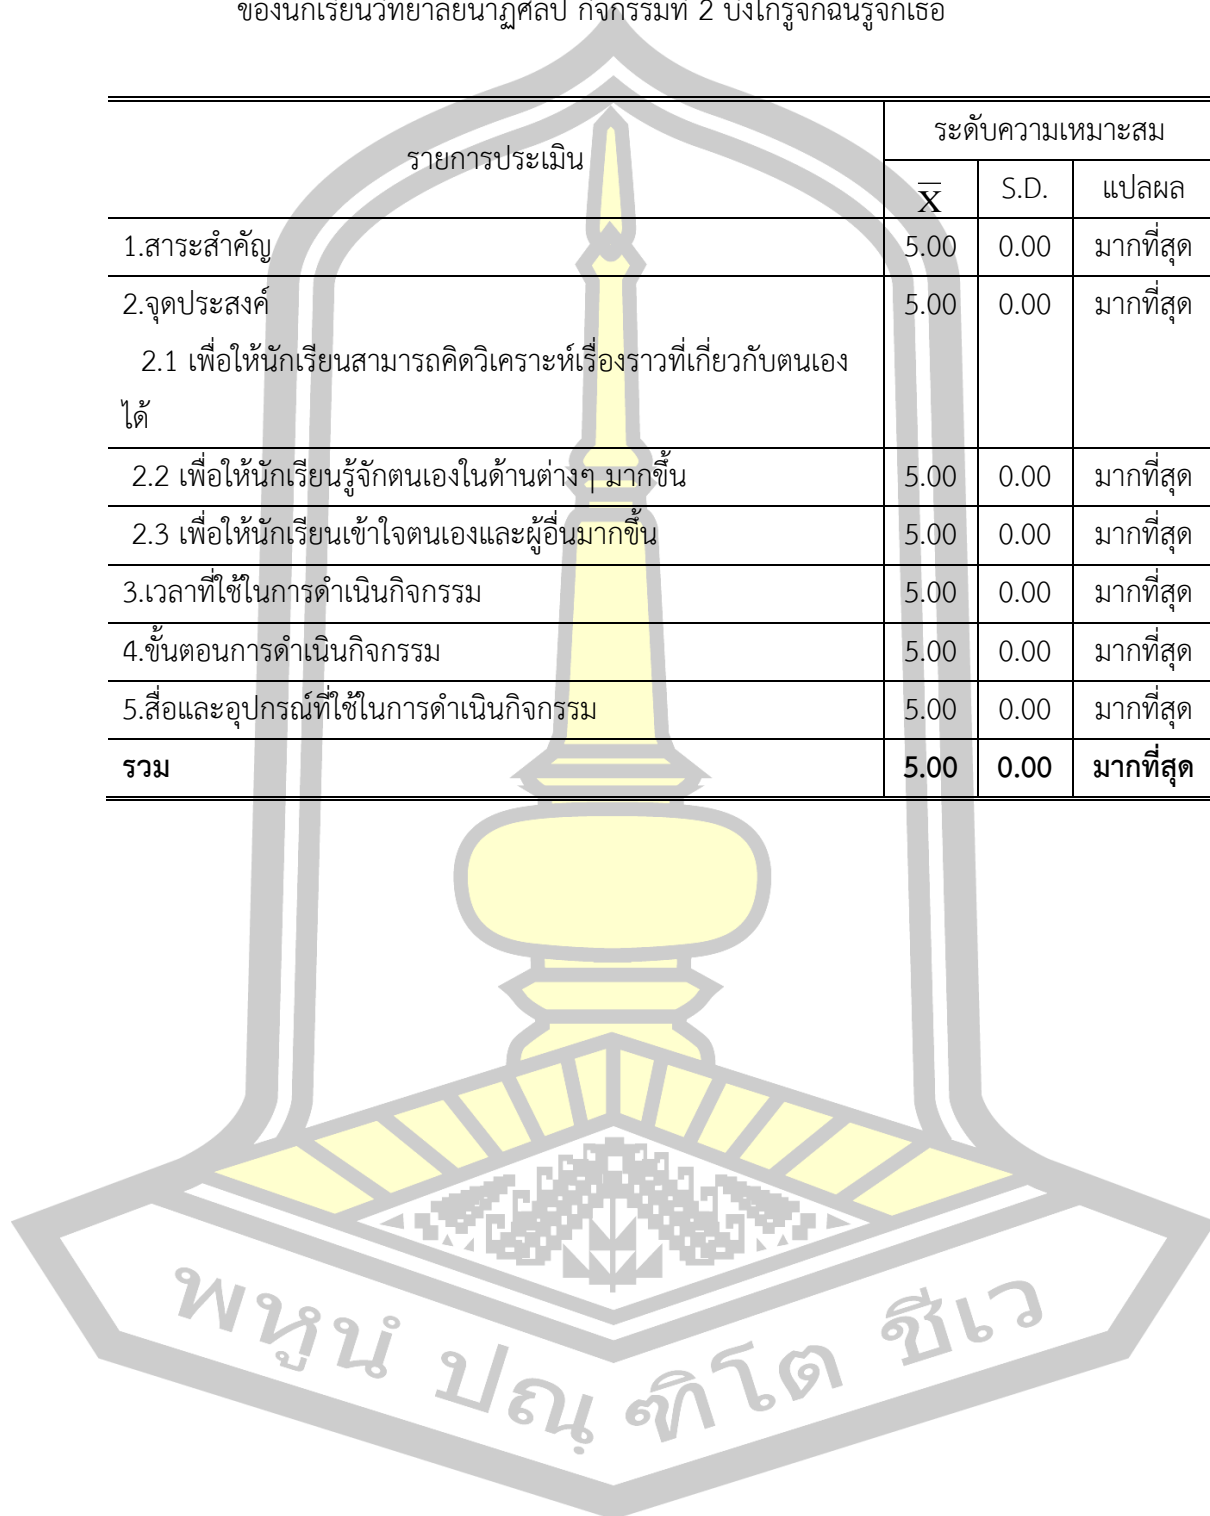 ของนักเรียนวิทยาลัยนาฏศิลป กิจกรรมที่ 2 บิงโกรู้จักฉันรู้จักเธอ
รายการประเมิน ระดับความเหมาะสม
X̅ S.D. แปลผล
1.สาระสำคัญ 5.00 0.00 มากที่สุด
2.จุดประสงค์ 5.00 0.00 มากที่สุด
2.1 เพื่อให้นักเรียนสามารถคิดวิเคราะห์เรื่องราวที่เกี่ยวกับตนเอง
ได้
2.2 เพื่อให้นักเรียนรู้จักตนเองในด้านต่างๆ มากขึ้น 5.00 0.00 มากที่สุด
2.3 เพื่อให้นักเรียนเข้าใจตนเองและผู้อื่นมากขึ้น 5.00 0.00 มากที่สุด
3.เวลาที่ใช้ในการดำเนินกิจกรรม 5.00 0.00 มากที่สุด
4.ขั้นตอนการดำเนินกิจกรรม 5.00 0.00 มากที่สุด
5.สื่อและอุปกรณ์ที่ใช้ในการดำเนินกิจกรรม 5.00 0.00 มากที่สุด
รวม 5.00 0.00 มากที่สุด
พหูนํ ปณฺฑิโต ชีเว